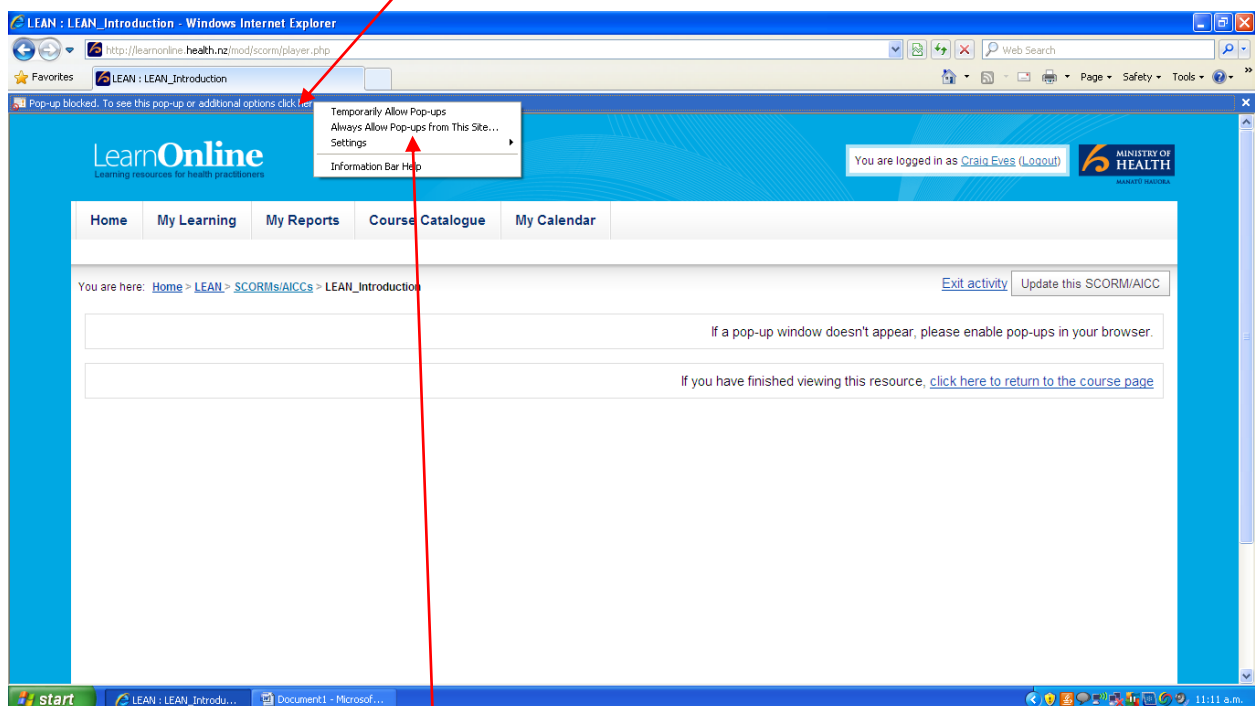 LEAN : LEAN_Introduction - Windows Internet Explorer
http://learnonline.health.nz/mod/scorm/player.php
Web Search
Favorites
LEAN : LEAN_Introduction
Page
Safety
Tools
Pop-up blocked. To see this pop-up or additional options click
Temporarily Allow Pop-ups
Always Allow Pop-ups from This Site...
Settings
Information Bar Help
LearnOnline
Learning resources for health practitioners
You are logged in as Craig Eves (Logout)
MINISTRY OF
HEALTH
MANATŪ HAUORA
Home My Learning My Reports Course Catalogue My Calendar
You are here: Home > LEAN > SCORMs/AICCs > LEAN_Introduction
Exit activity Update this SCORM/AICC
If a pop-up window doesn't appear, please enable pop-ups in your browser.
If you have finished viewing this resource, click here to return to the course page
start
LEAN : LEAN_Introdu...
Document1 - Microsof...
11:11 a.m.